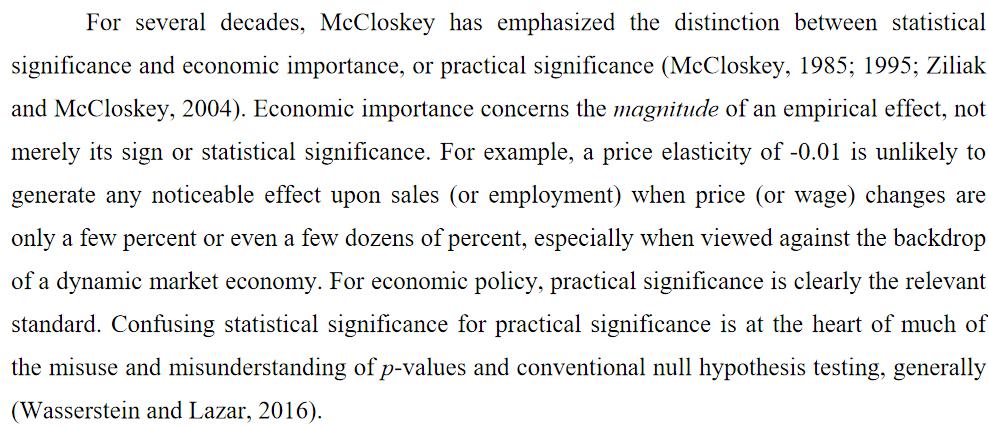 For several decades, McCloskey has emphasized the distinction between statistical
significance and economic importance, or practical significance (McCloskey, 1985; 1995; Ziliak
and McCloskey, 2004). Economic importance concerns the magnitude of an empirical effect, not
merely its sign or statistical significance. For example, a price elasticity of -0.01 is unlikely to
generate any noticeable effect upon sales (or employment) when price (or wage) changes are
only a few percent or even a few dozens of percent, especially when viewed against the backdrop
of a dynamic market economy. For economic policy, practical significance is clearly the relevant
standard. Confusing statistical significance for practical significance is at the heart of much of
the misuse and misunderstanding of p-values and conventional null hypothesis testing, generally
(Wasserstein and Lazar, 2016).